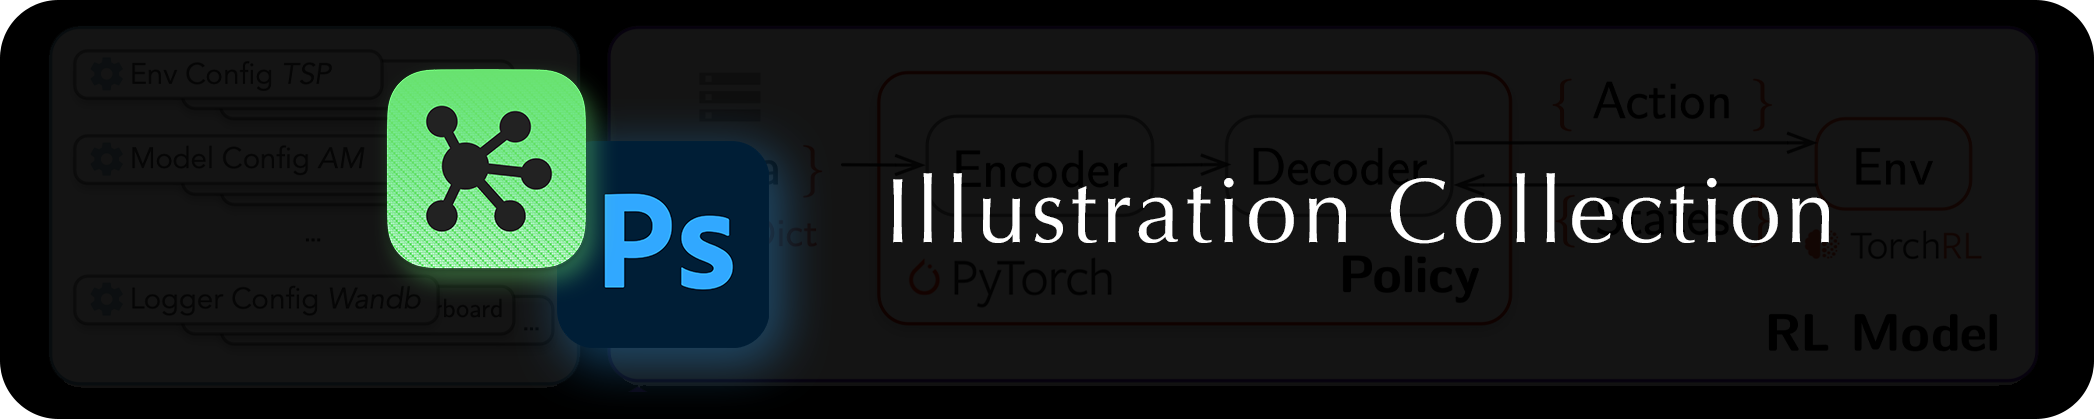 Env Config TSP
Model Config AM
...
Logger Config Wandb
board
...
Ps
Illustration Collection
{ Action }
Encoder
Decoder
Env
a }
ict
{ States }
PyTorch
Policy
TorchRL
RL Model